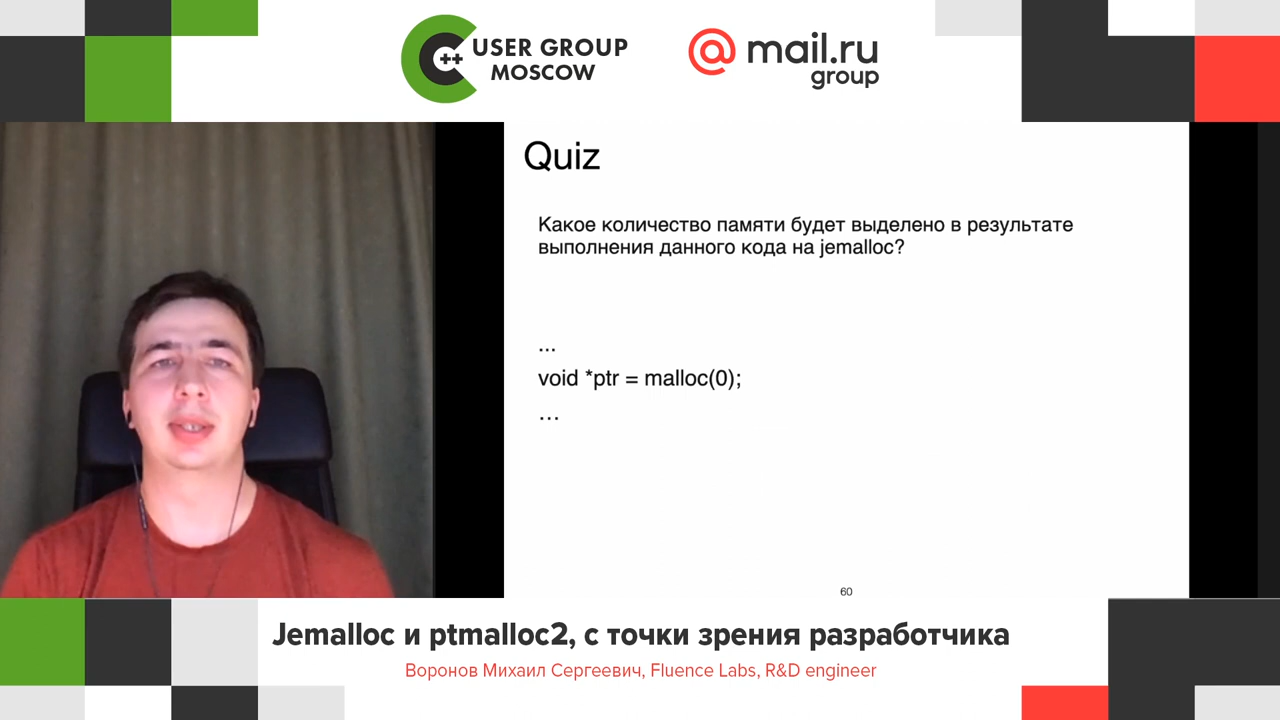 C++ USER GROUP
MOSCOW
@ mail.ru
group
Quiz
Какое количество памяти будет выделено в результате
выполнения данного кода на jemalloc?
...
void *ptr = malloc(0);
...
60
Jemalloc и ptmalloc2, с точки зрения разработчика
Воронов Михаил Сергеевич, Fluence Labs, R&D engineer